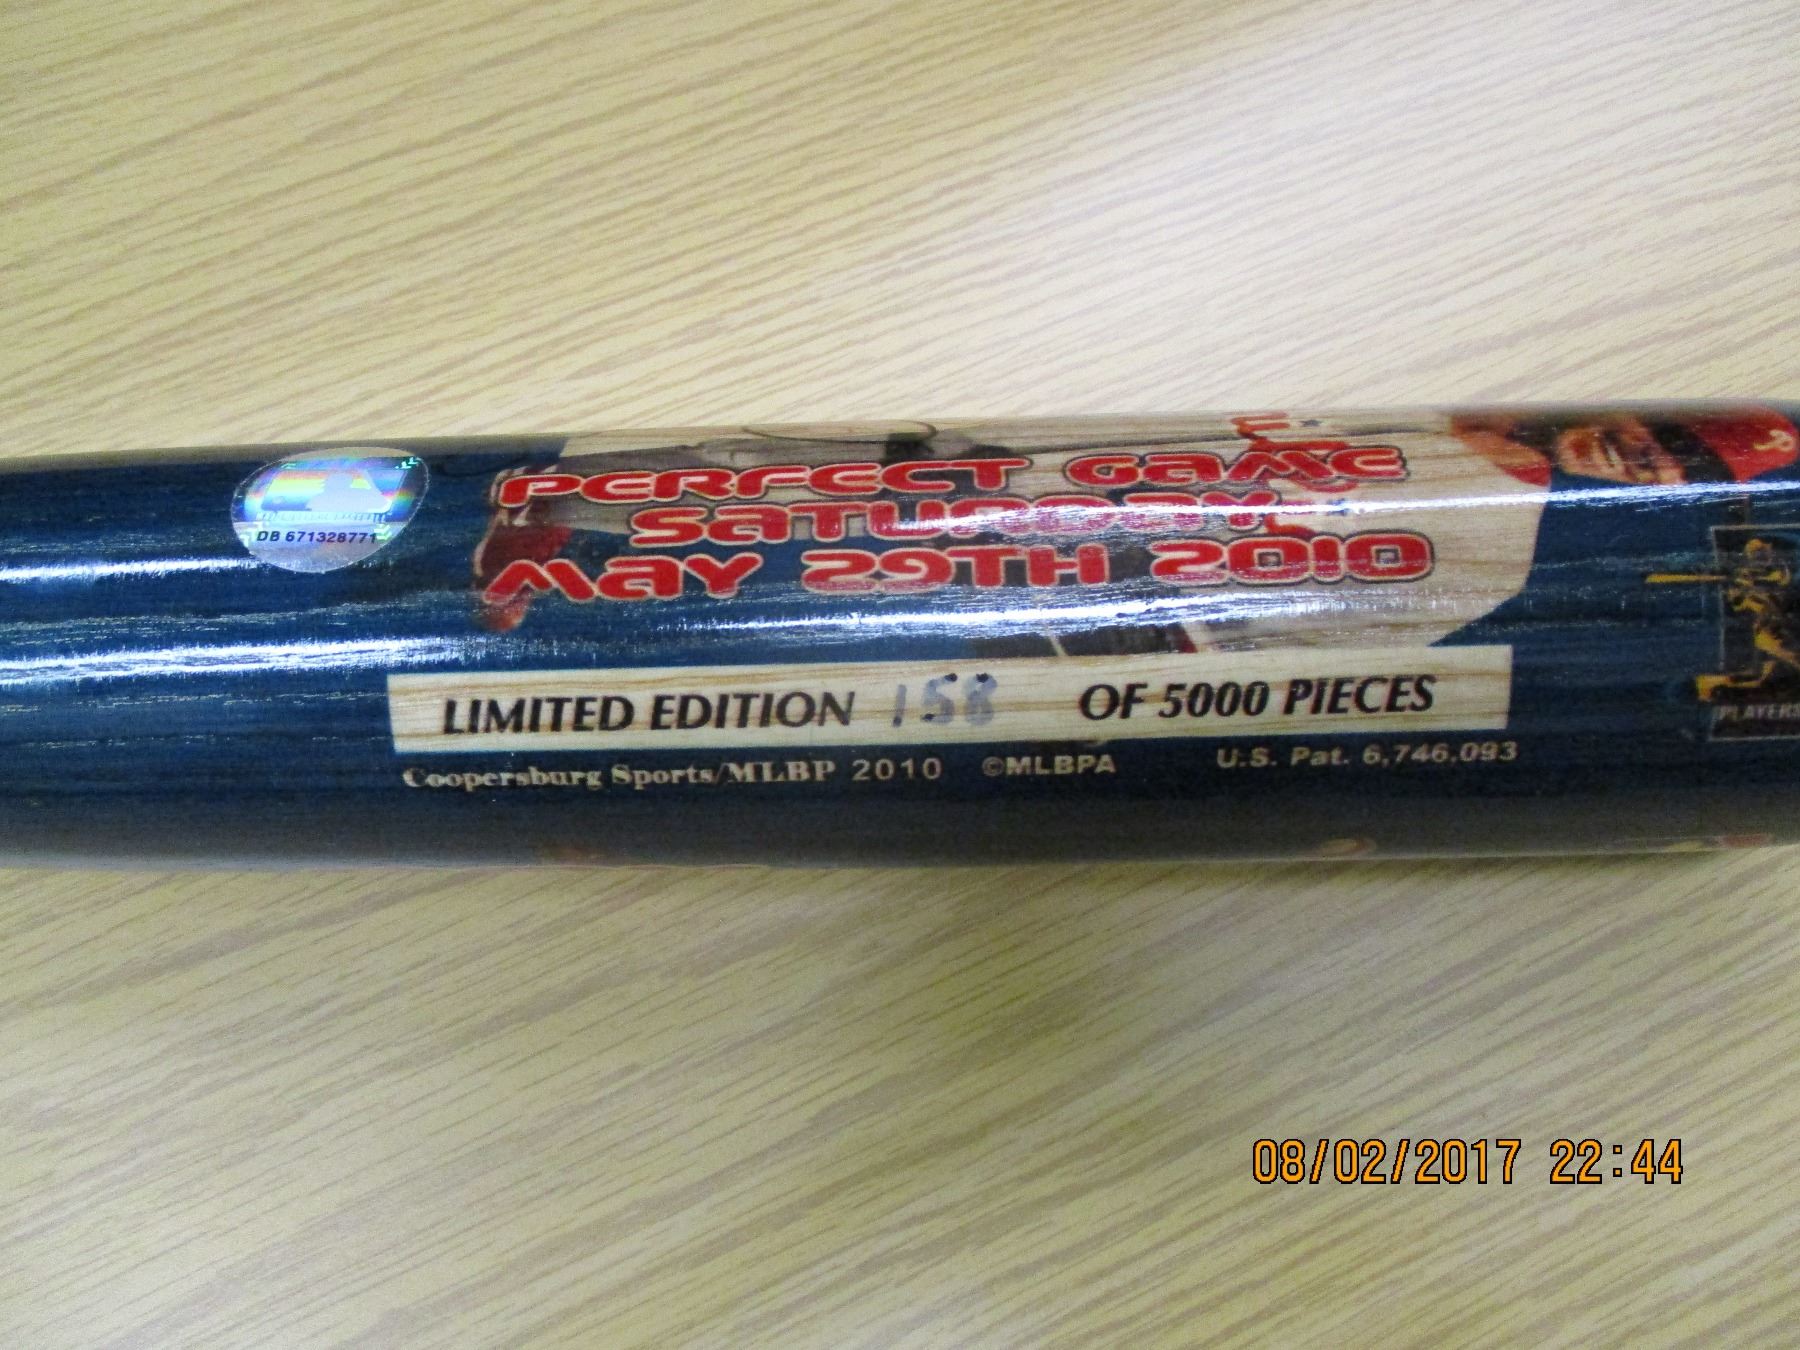 PERFECT GAME
SATURDAY
MAY 29TH 2010
DB 671328771
LIMITED EDITION 158 OF 5000 PIECES
Coopersburg Sports/MLBP 2010 ©MLBPA U.S. Pat. 6,746,093
PLAYERS
08/02/2017 22:44